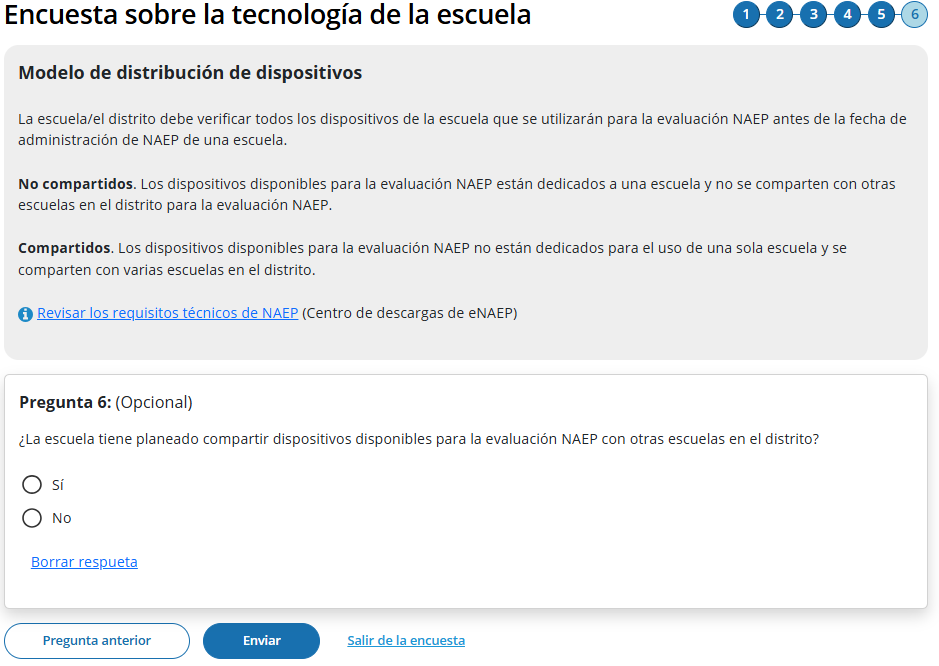 Encuesta sobre la tecnología de la escuela
1 2 3 4 5 6
Modelo de distribución de dispositivos
La escuela/el distrito debe verificar todos los dispositivos de la escuela que se utilizarán para la evaluación NAEP antes de la fecha de
administración de NAEP de una escuela.
No compartidos. Los dispositivos disponibles para la evaluación NAEP están dedicados a una escuela y no se comparten con otras
escuelas en el distrito para la evaluación NAEP.
Compartidos. Los dispositivos disponibles para la evaluación NAEP no están dedicados para el uso de una sola escuela y se
comparten con varias escuelas en el distrito.
Revisar los requisitos técnicos de NAEP (Centro de descargas de eNAEP)
Pregunta 6: (Opcional)
¿La escuela tiene planeado compartir dispositivos disponibles para la evaluación NAEP con otras escuelas en el distrito?
Sí
No
Borrar respueta
Pregunta anterior Enviar Salir de la encuesta